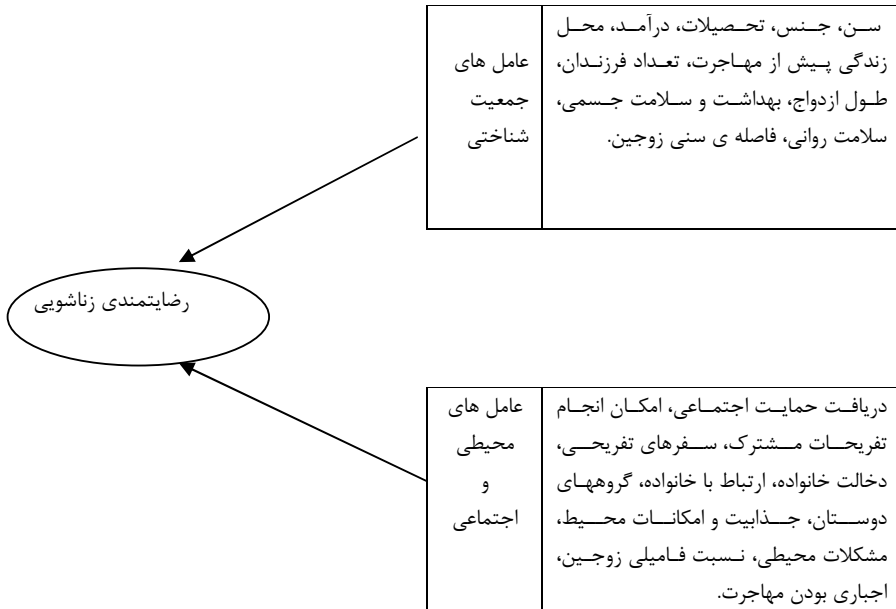 سن، جنس، تحصیلات، درآمد، محل
زندگی پیش از مهاجرت، تعداد فرزندان،
طول ازدواج، بهداشت و سلامت جسمی،
سلامت روانی، فاصله ی سنی زوجین.
عامل های
جمعیت
شناختی
رضایتمندی زناشویی
دریافت حمایت اجتماعی، امکان انجام
تفریحات مشترک، سفرهای تفریحی،
دخالت خانواده، ارتباط با خانواده، گروههای
دوستان، جذابیت و امکانات محیط،
مشکلات محیطی، نسبت فامیلی زوجین،
اجباری بودن مهاجرت.
عامل های
محیطی
و
اجتماعی